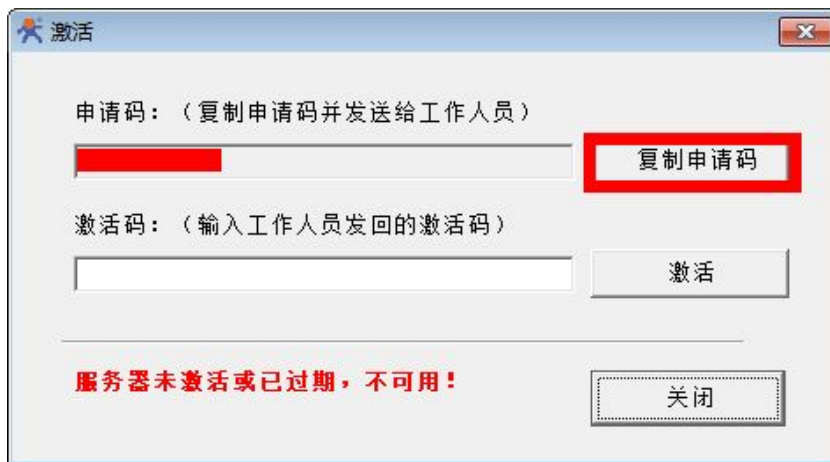 激活
申请码：（复制申请码并发送给工作人员）
复制申请码
激活码：（输入工作人员发回的激活码）
激活
服务器未激活或已过期，不可用！
关闭